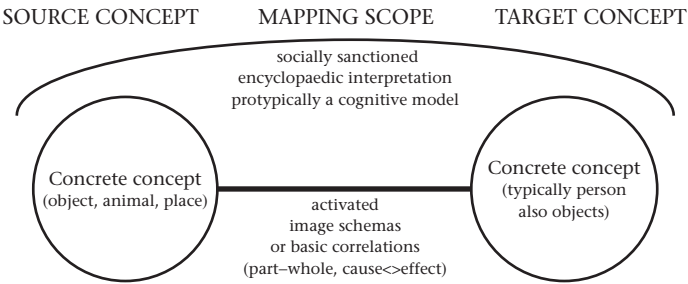 SOURCE CONCEPT MAPPING SCOPE TARGET CONCEPT
socially sanctioned
encyclopaedic interpretation
protypically a cognitive model
Concrete concept
(object, animal, place)
activated
image schemas
or basic correlations
(part–whole, cause<>effect)
Concrete concept
(typically person
also objects)